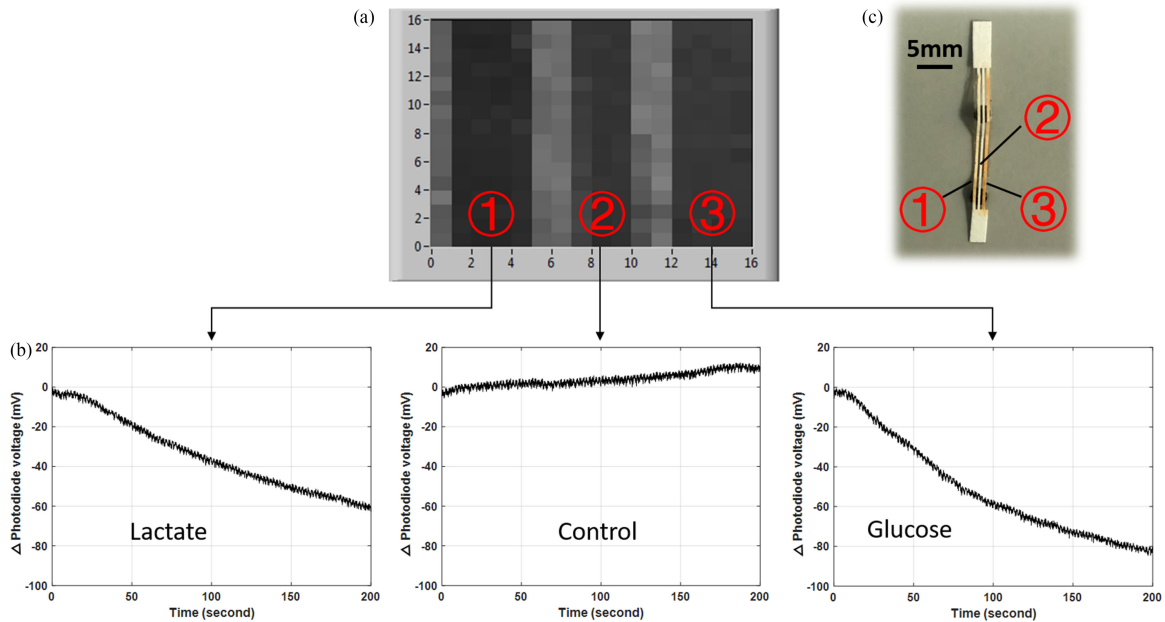 (a)
16
14
12
10
8
6
4
2
0
① ② ③
0 2 4 6 8 10 12 14 16
(c)
5mm
②
① ③
(b)
20
0
-20
-40
-60
-80
-100
Δ Photodiode voltage (mV)
Lactate
0 50 100 150 200
Time (second)
20
0
-20
-40
-60
-80
-100
Δ Photodiode voltage (mV)
Control
0 50 100 150 200
Time (second)
20
0
-20
-40
-60
-80
-100
Δ Photodiode voltage (mV)
Glucose
0 50 100 150 200
Time (second)